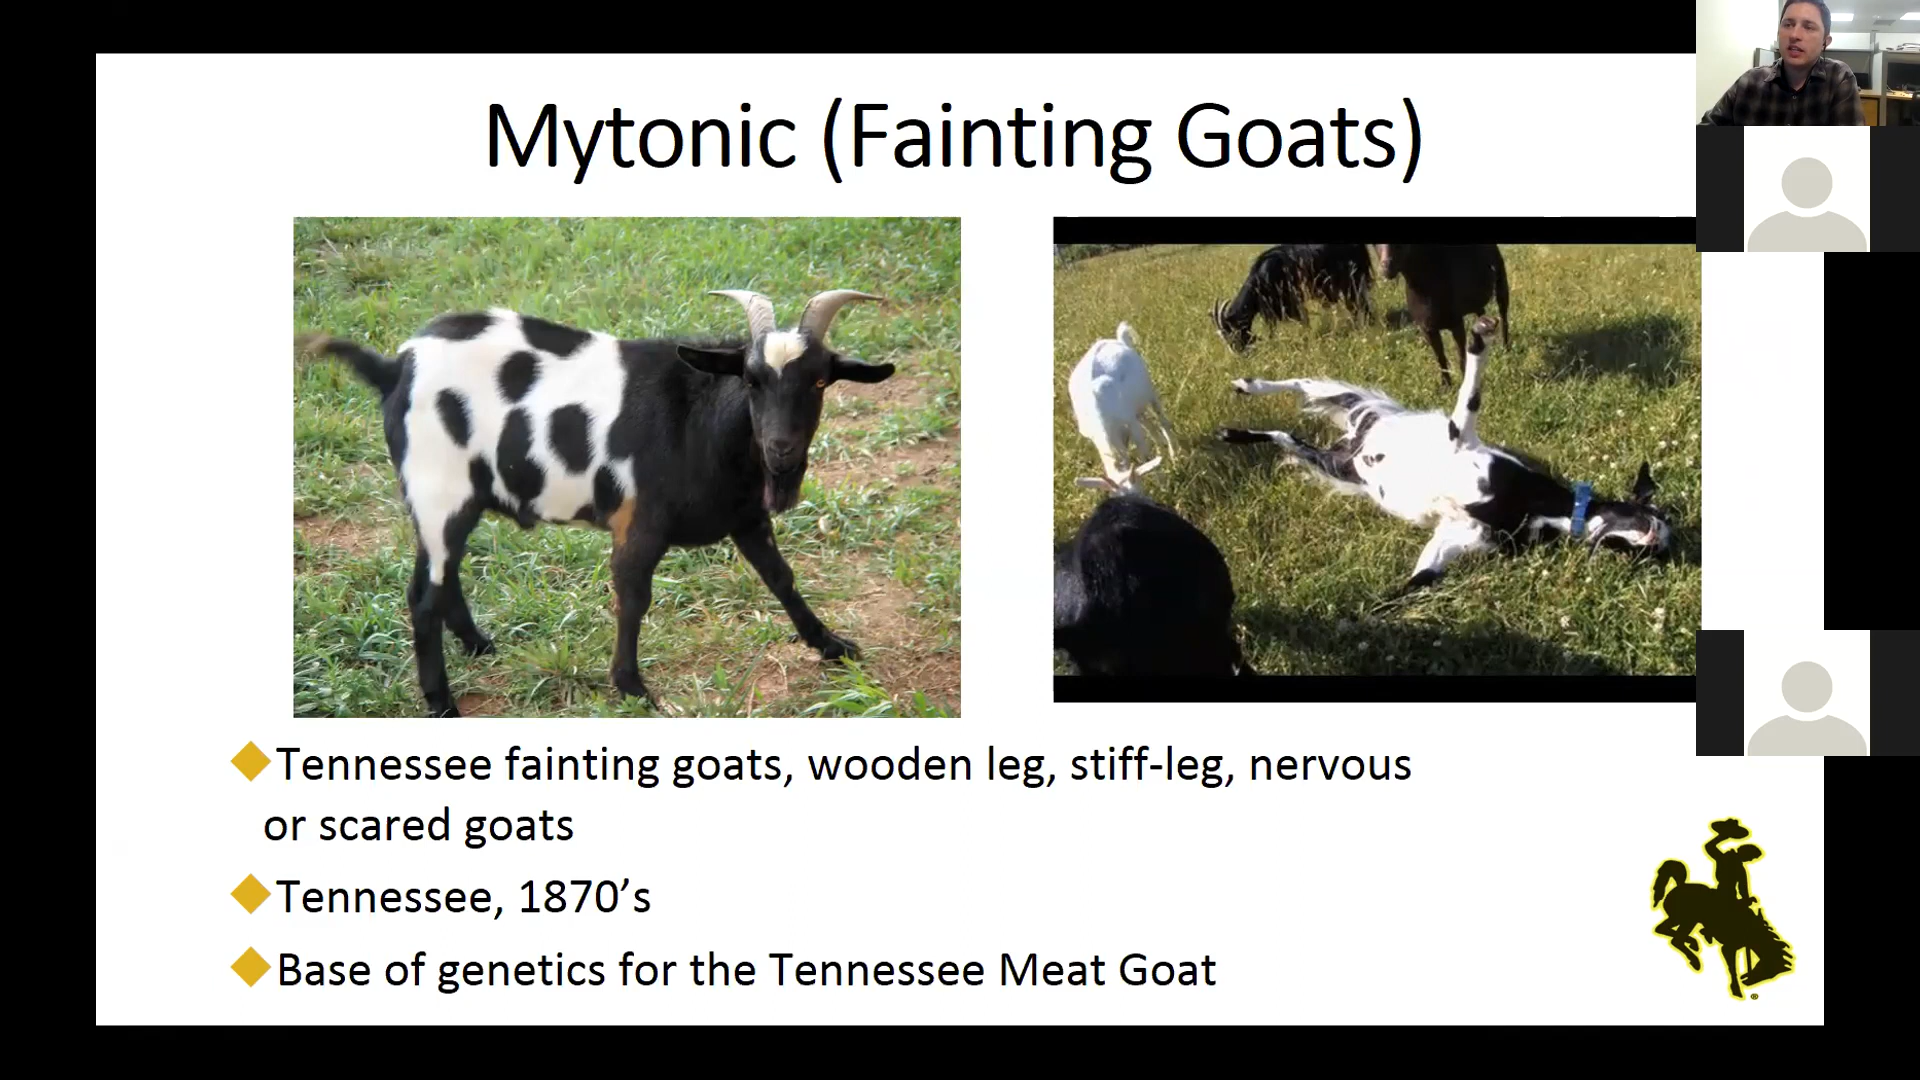 Mytonic (Fainting Goats)
Tennessee fainting goats, wooden leg, stiff-leg, nervous
or scared goats
Tennessee, 1870’s
Base of genetics for the Tennessee Meat Goat
®